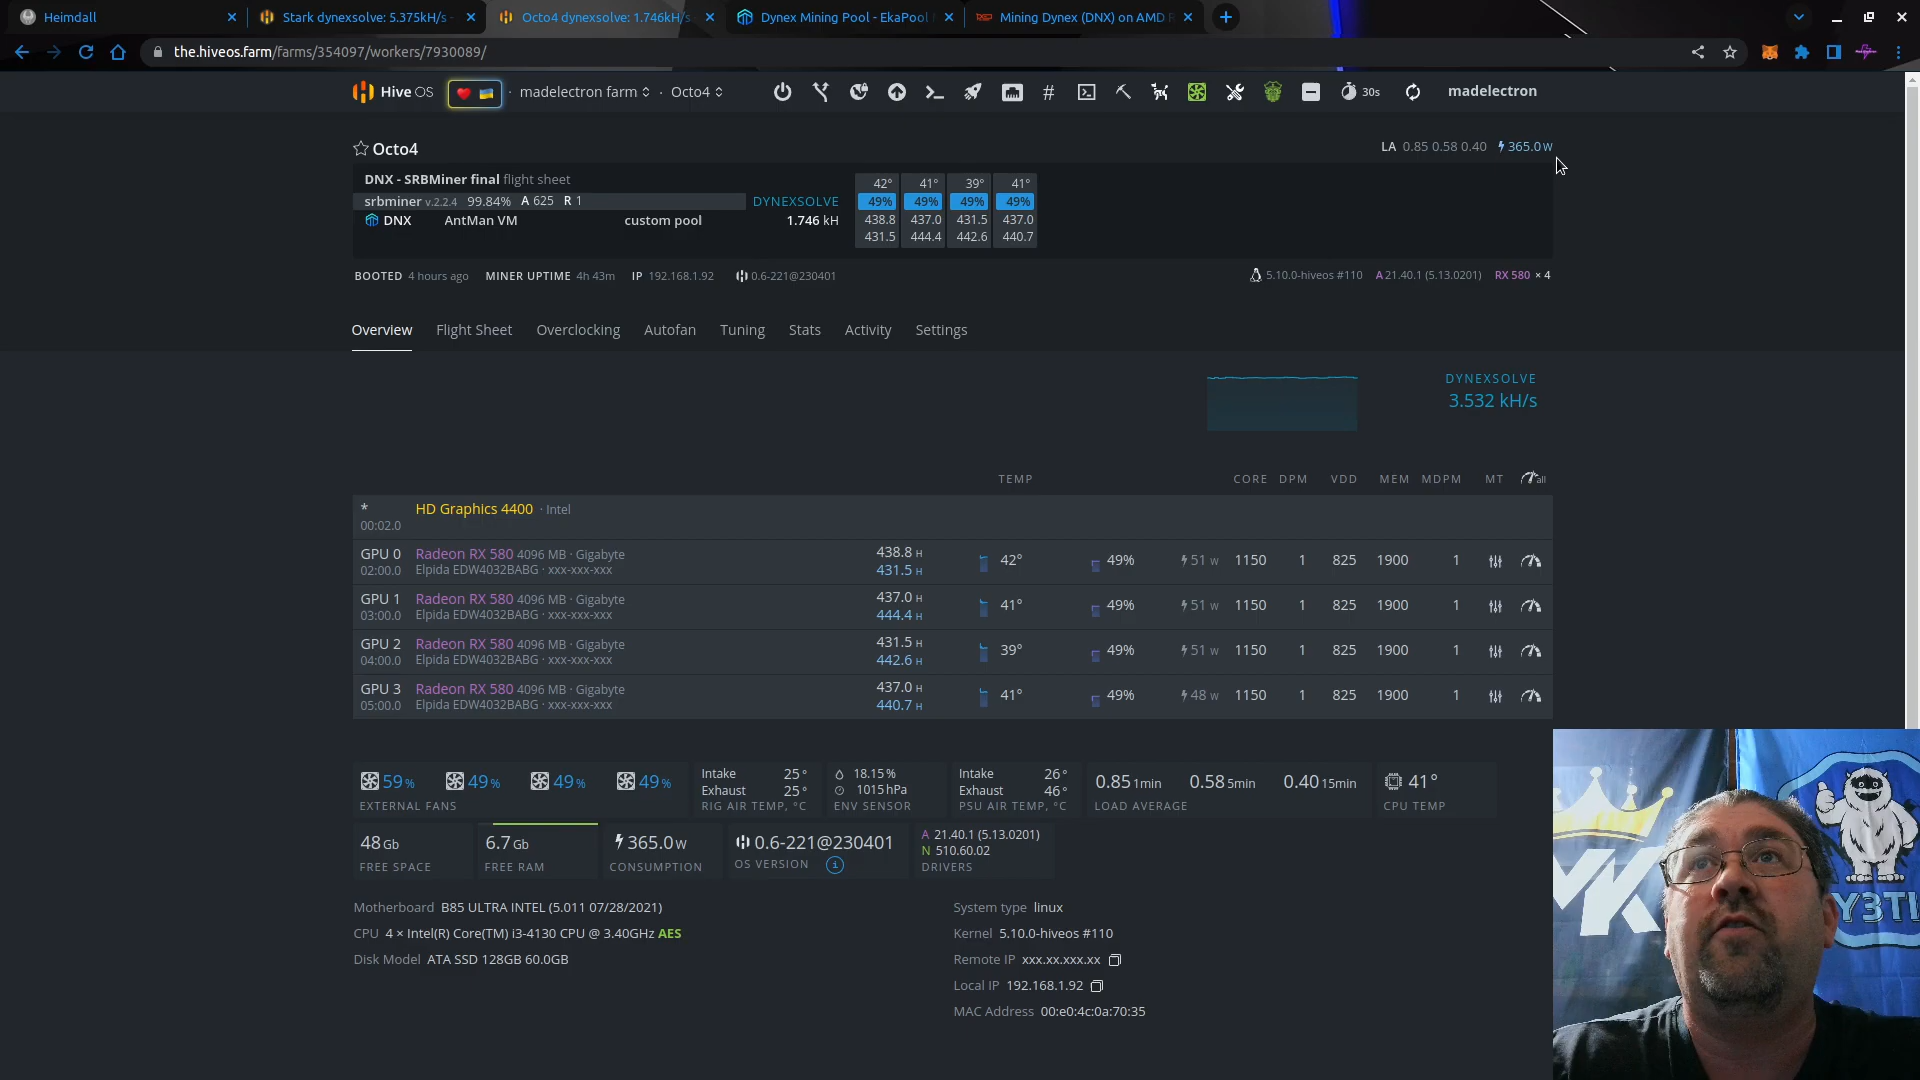 Heimdall
Stark dynexsolve: 5.375kH/s -
Octo4 dynexsolve: 1.746kH/s
Dynex Mining Pool - EkaPool
Mining Dynex (DNX) on AMD R
the.hiveos.farm/farms/354097/workers/7930089/
Hive OS
madelectron farm · Octo4
30s
madelectron
Octo4
LA 0.85 0.58 0.40 365.0 W
DNX - SRBMiner final flight sheet
srbminer v.2.2.4 99.84% A 625 R 1
DYNEXSOLVE
DNX AntMan VM custom pool 1.746 kH
42° 41° 39° 41°
49% 49% 49% 49%
438.8 437.0 431.5 437.0
431.5 444.4 442.6 440.7
BOOTED 4 hours ago MINER UPTIME 4h 43m IP 192.168.1.92 0.6-221@230401
5.10.0-hiveos #110 A 21.40.1 (5.13.0201) RX 580 × 4
Overview Flight Sheet Overclocking Autofan Tuning Stats Activity Settings
DYNEXSOLVE
3.532 kH/s
TEMP CORE DPM VDD MEM MDPM MT all
* HD Graphics 4400 · Intel
00:02.0
GPU 0 Radeon RX 580 4096 MB · Gigabyte 438.8 H 42° 49% 51 W 1150 1 825 1900 1
02:00.0 Elpida EDW4032BABG · xxx-xxx-xxx 431.5 H
GPU 1 Radeon RX 580 4096 MB · Gigabyte 437.0 H 41° 49% 51 W 1150 1 825 1900 1
03:00.0 Elpida EDW4032BABG · xxx-xxx-xxx 444.4 H
GPU 2 Radeon RX 580 4096 MB · Gigabyte 431.5 H 39° 49% 51 W 1150 1 825 1900 1
04:00.0 Elpida EDW4032BABG · xxx-xxx-xxx 442.6 H
GPU 3 Radeon RX 580 4096 MB · Gigabyte 437.0 H 41° 49% 48 W 1150 1 825 1900 1
05:00.0 Elpida EDW4032BABG · xxx-xxx-xxx 440.7 H
59% 49% 49% 49%
EXTERNAL FANS
Intake 25°
Exhaust 25°
RIG AIR TEMP, °C
18.15%
1015hPa
ENV SENSOR
Intake 26°
Exhaust 46°
PSU AIR TEMP, °C
0.85 1min 0.58 5min 0.40 15min
LOAD AVERAGE
41°
CPU TEMP
48 Gb
FREE SPACE
6.7 Gb
FREE RAM
365.0 W
CONSUMPTION
0.6-221@230401
OS VERSION
A 21.40.1 (5.13.0201)
N 510.60.02
DRIVERS
Motherboard B85 ULTRA INTEL (5.011 07/28/2021)
CPU 4 × Intel(R) Core(TM) i3-4130 CPU @ 3.40GHz AES
Disk Model ATA SSD 128GB 60.0GB
System type linux
Kernel 5.10.0-hiveos #110
Remote IP xxx.xx.xxx.xx
Local IP 192.168.1.92
MAC Address 00:e0:4c:0a:70:35